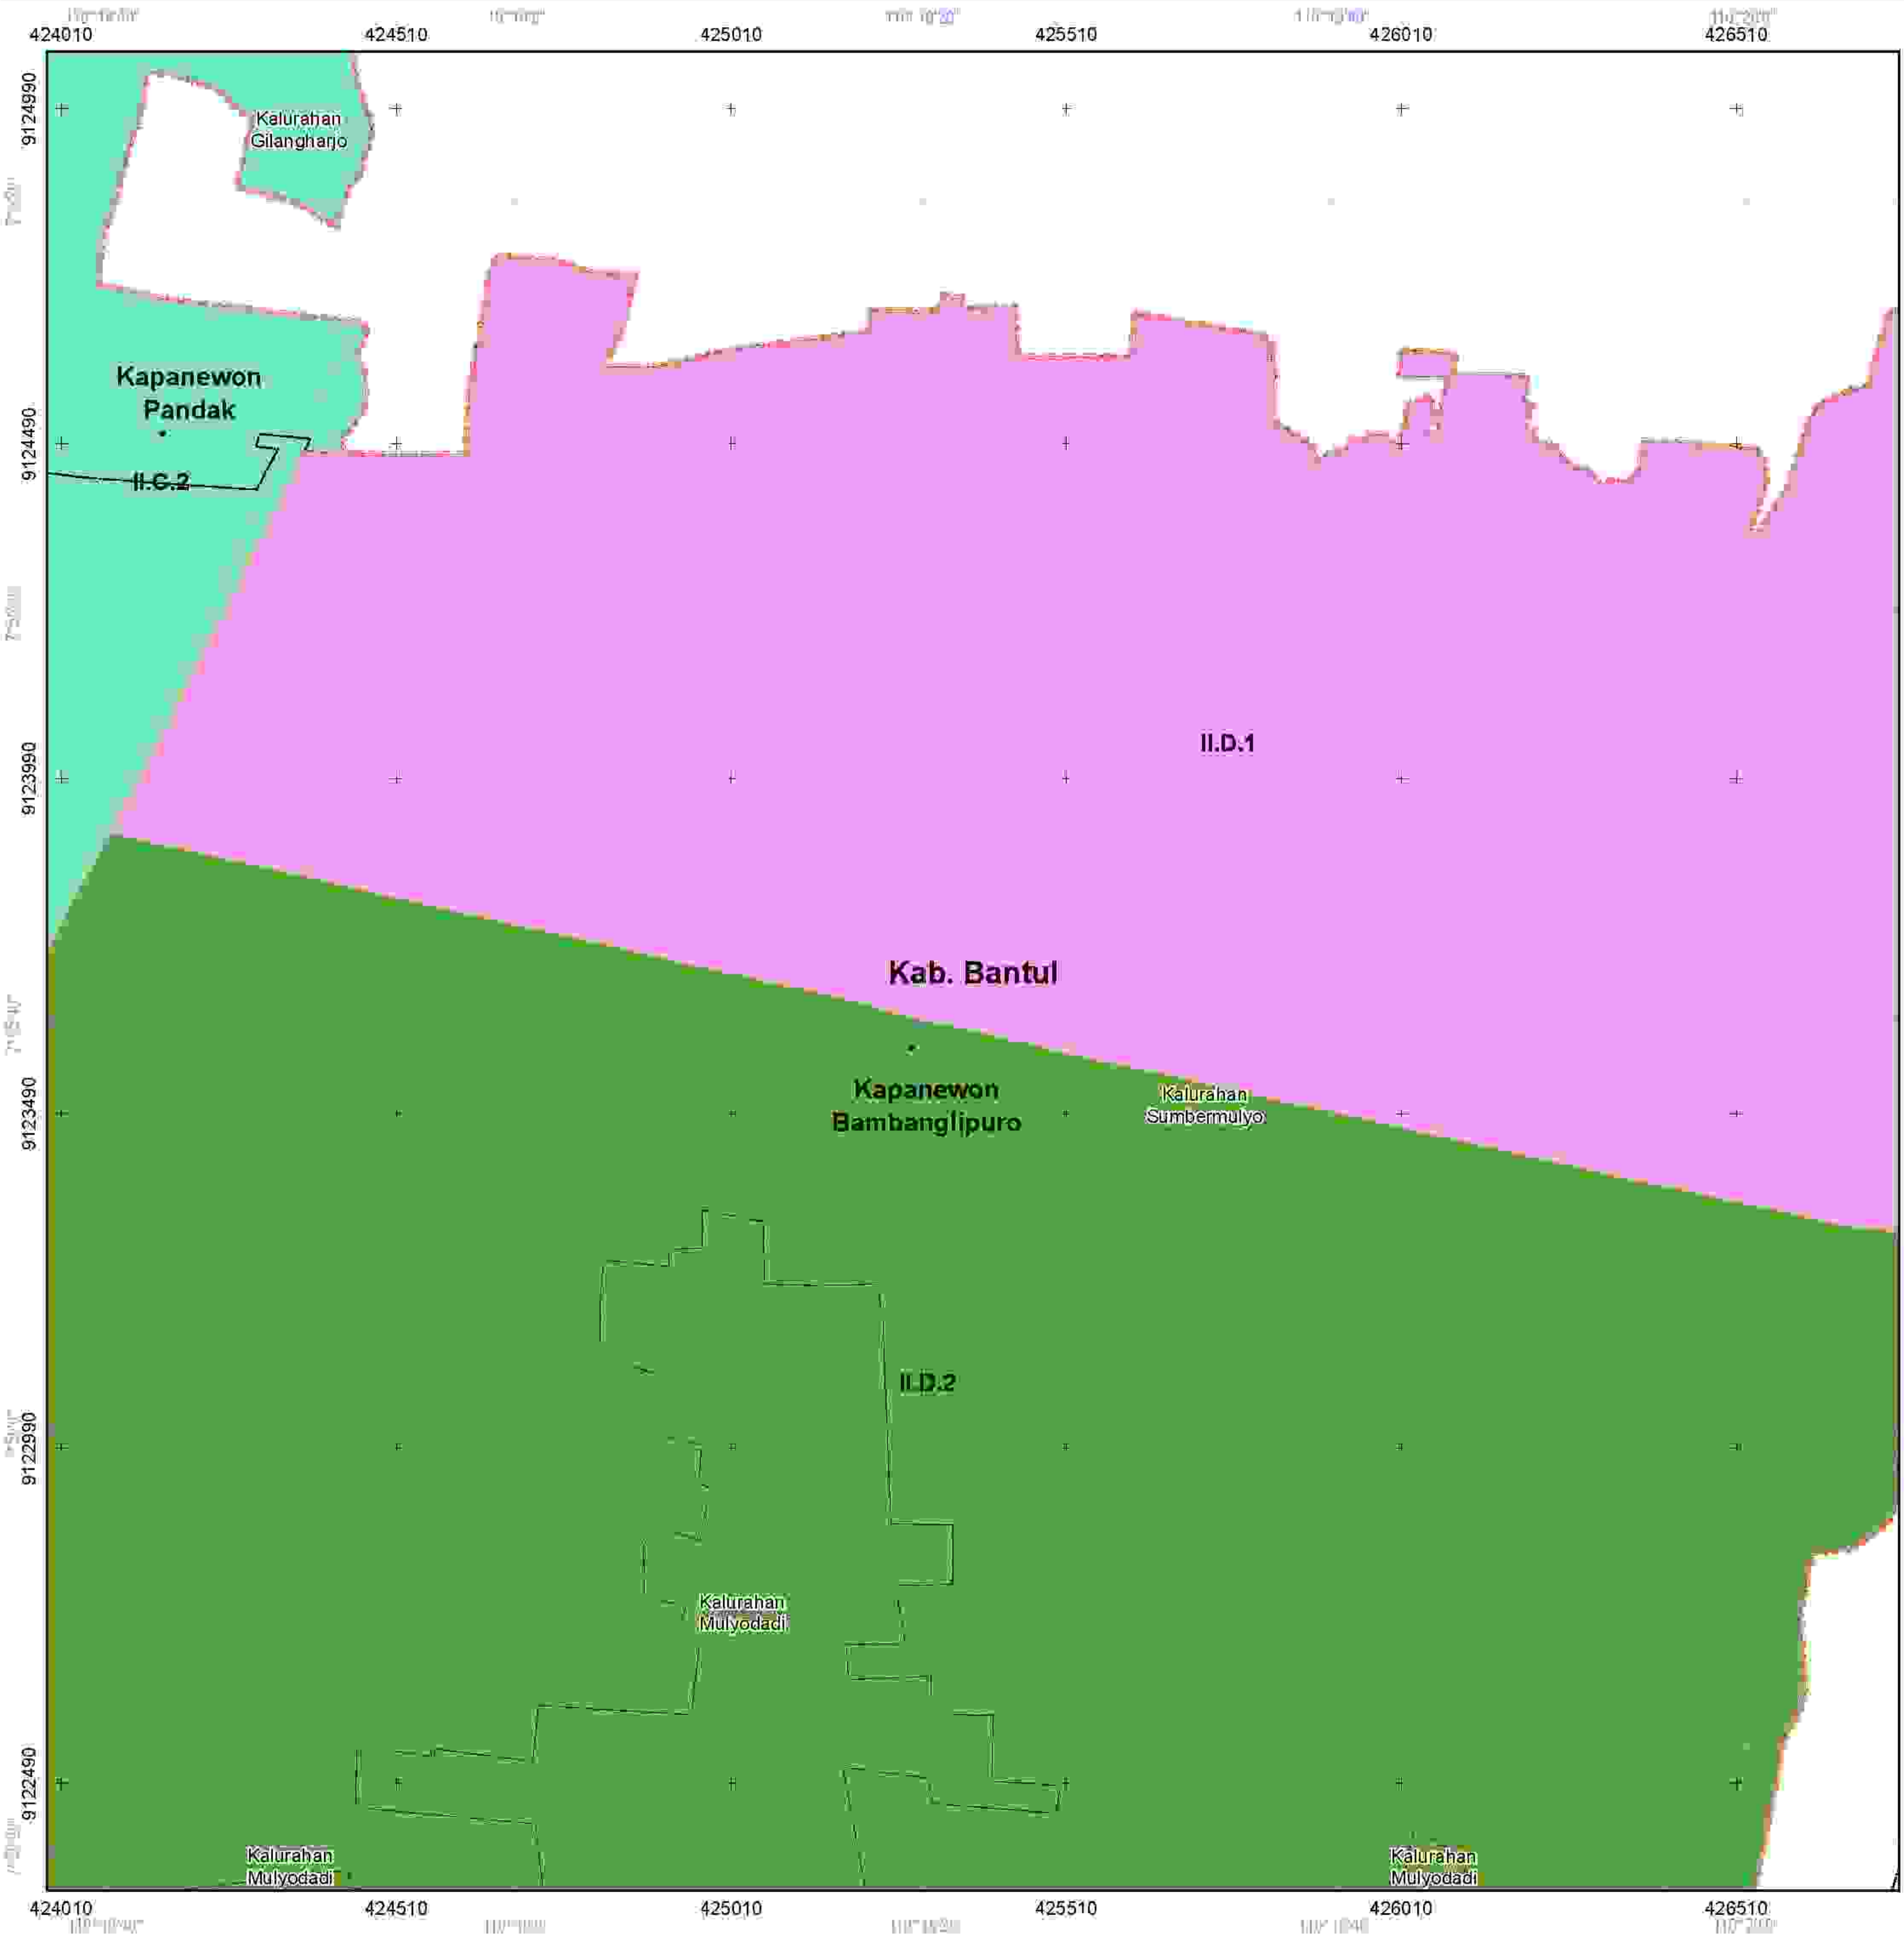 424010 424510 425010 425510 426010 426510
9124990
Kalurahan
Gilangharjo
Kapanewon
Pandak
9124490
II.C.2
II.D.1
9123990
Kab. Bantul
Kapanewon
Bambanglipuro
Kalurahan
Sumbermulyo
9123490
II.D.2
9122990
Kalurahan
Mulyodadi
9122490
Kalurahan
Mulyodadi
Kalurahan
Mulyodadi
424010 424510 425010 425510 426010 426510